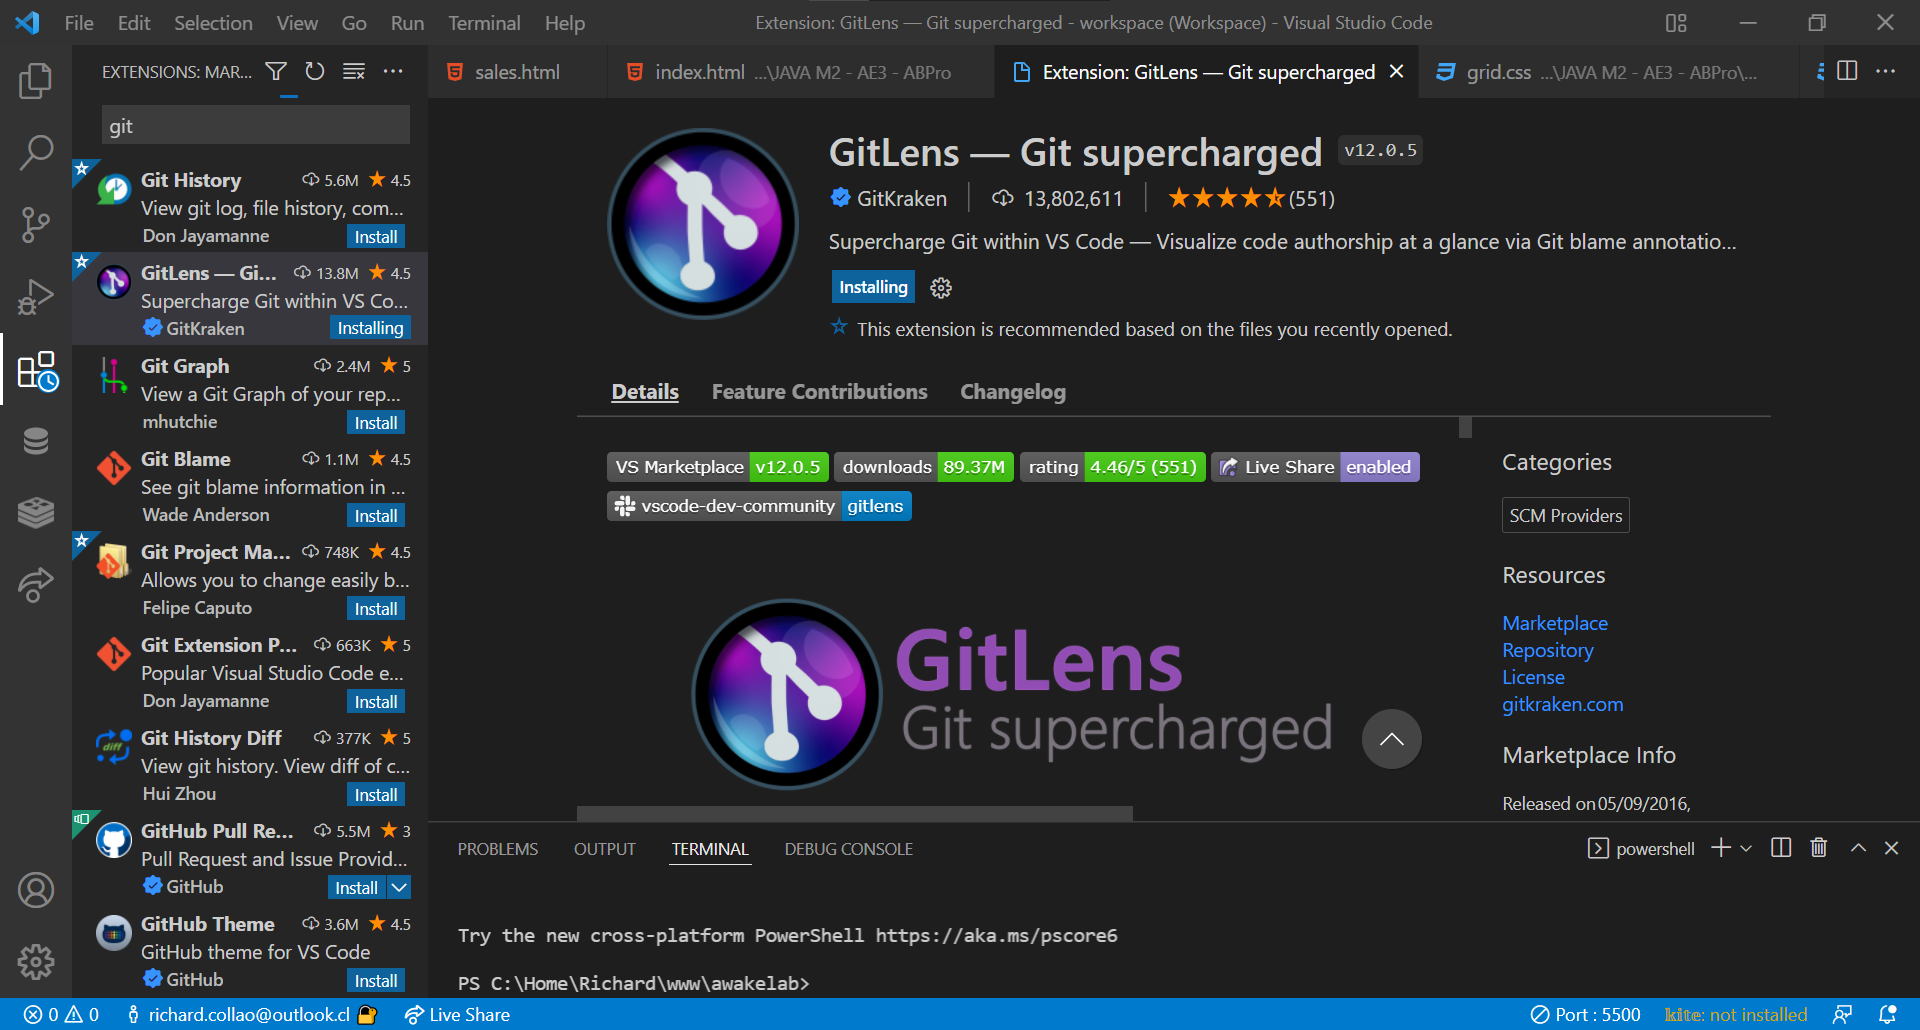 File Edit Selection View Go Run Terminal Help
Extension: GitLens — Git supercharged - workspace (Workspace) - Visual Studio Code
EXTENSIONS: MAR...
git
Git History 5.6M 4.5
View git log, file history, com...
Don Jayamanne Install
GitLens — Gi... 13.8M 4.5
Supercharge Git within VS Co...
GitKraken Installing
Git Graph 2.4M 5
View a Git Graph of your rep...
mhutchie Install
Git Blame 1.1M 4.5
See git blame information in ...
Wade Anderson Install
Git Project Ma... 748K 4.5
Allows you to change easily b...
Felipe Caputo Install
Git Extension P... 663K 5
Popular Visual Studio Code e...
Don Jayamanne Install
Git History Diff 377K 5
View git history. View diff of c...
Hui Zhou Install
GitHub Pull Re... 5.5M 3
Pull Request and Issue Provid...
GitHub Install
GitHub Theme 3.6M 4.5
GitHub theme for VS Code
GitHub Install
sales.html
index.html ...\JAVA M2 - AE3 - ABPro
Extension: GitLens — Git supercharged
grid.css ...\JAVA M2 - AE3 - ABPro\...
GitLens — Git supercharged v12.0.5
GitKraken 13,802,611 (551)
Supercharge Git within VS Code — Visualize code authorship at a glance via Git blame annotatio...
Installing
This extension is recommended based on the files you recently opened.
Details Feature Contributions Changelog
VS Marketplace v12.0.5 downloads 89.37M rating 4.46/5 (551) Live Share enabled
vscode-dev-community gitlens
GitLens
Git supercharged
Categories
SCM Providers
Resources
Marketplace
Repository
License
gitkraken.com
Marketplace Info
Released on 05/09/2016,
PROBLEMS OUTPUT TERMINAL DEBUG CONSOLE
powershell
Try the new cross-platform PowerShell https://aka.ms/pscore6
PS C:\Home\Richard\www\awakelab>
0 0 richard.collao@outlook.cl Live Share
Port : 5500 kite: not installed